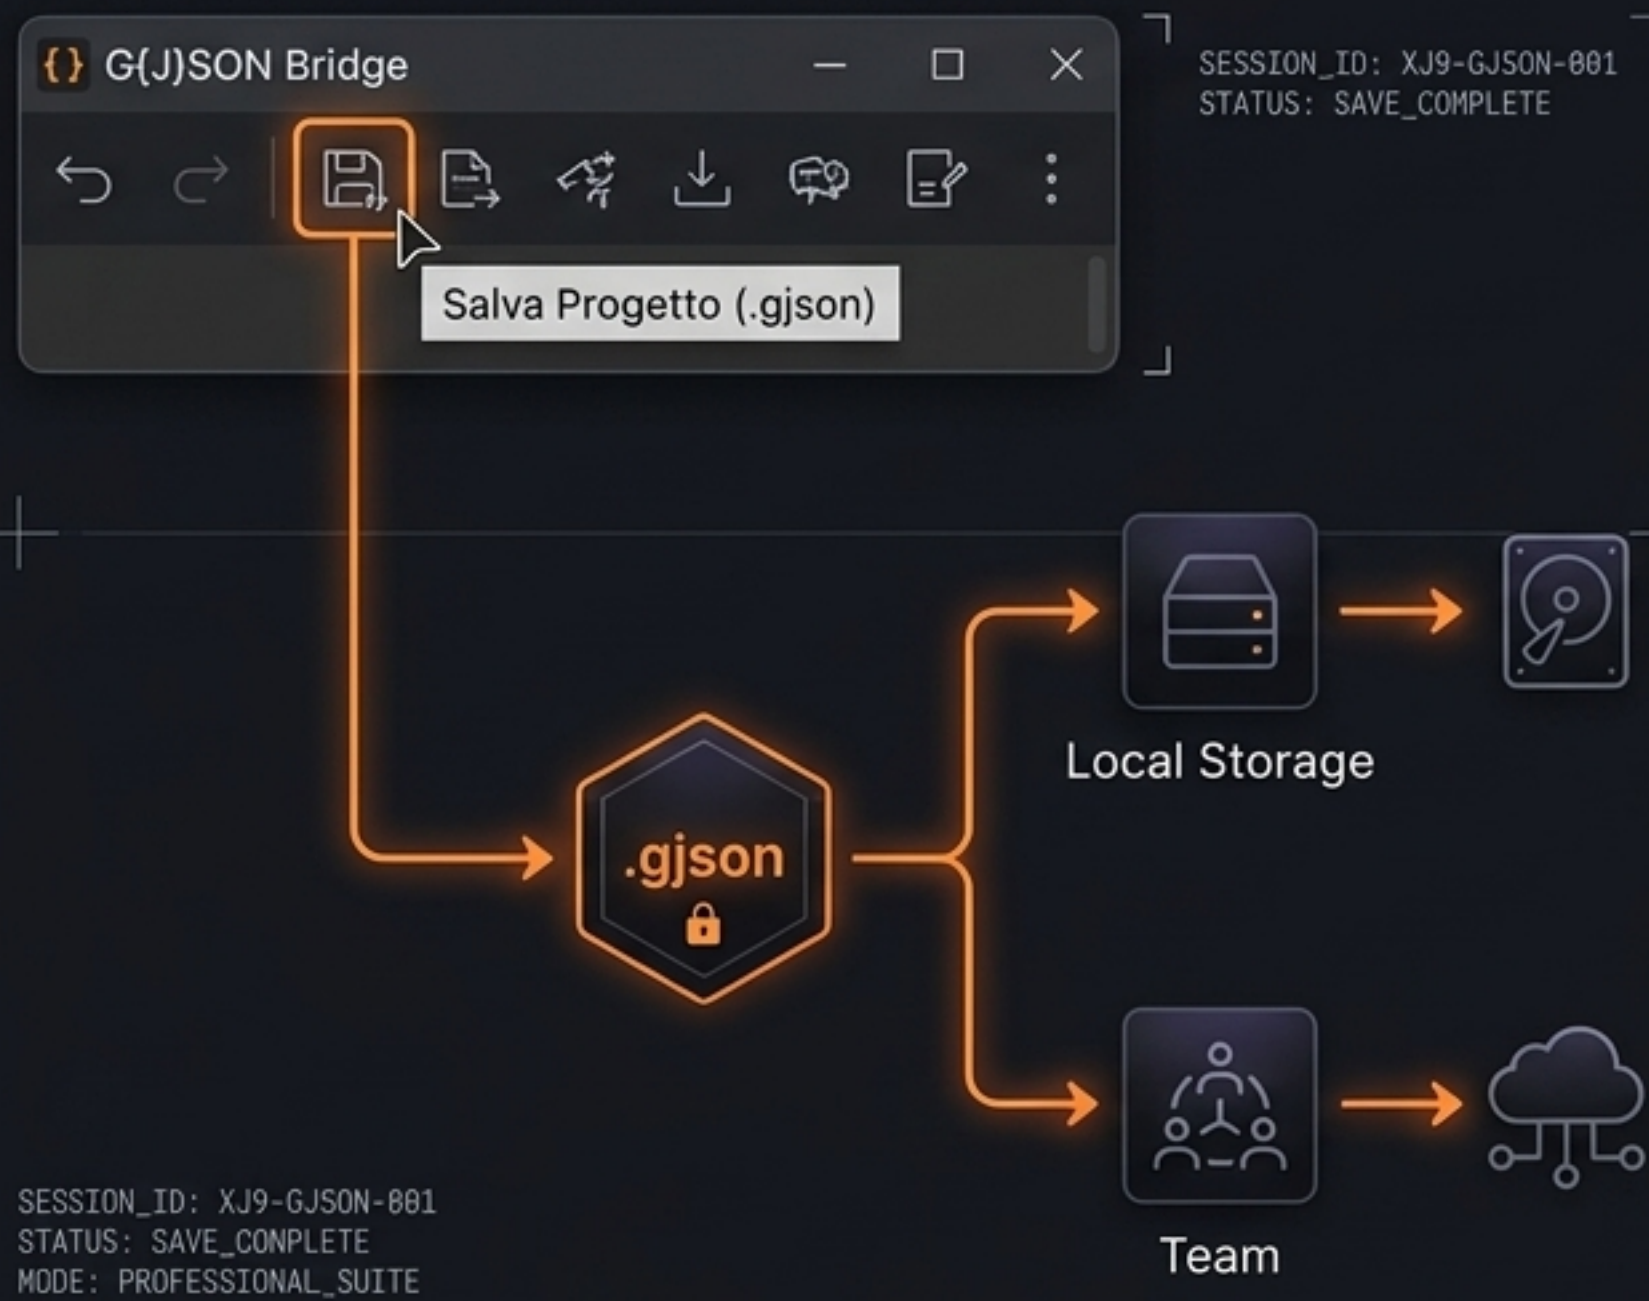 {} G{J}SON Bridge
SESSION_ID: XJ9-GJSON-001
STATUS: SAVE_COMPLETE
Salva Progetto (.gjson)
Local Storage
.gjson
Team
SESSION_ID: XJ9-GJSON-001
STATUS: SAVE_CONPLETE
MODE: PROFESSIONAL_SUITE